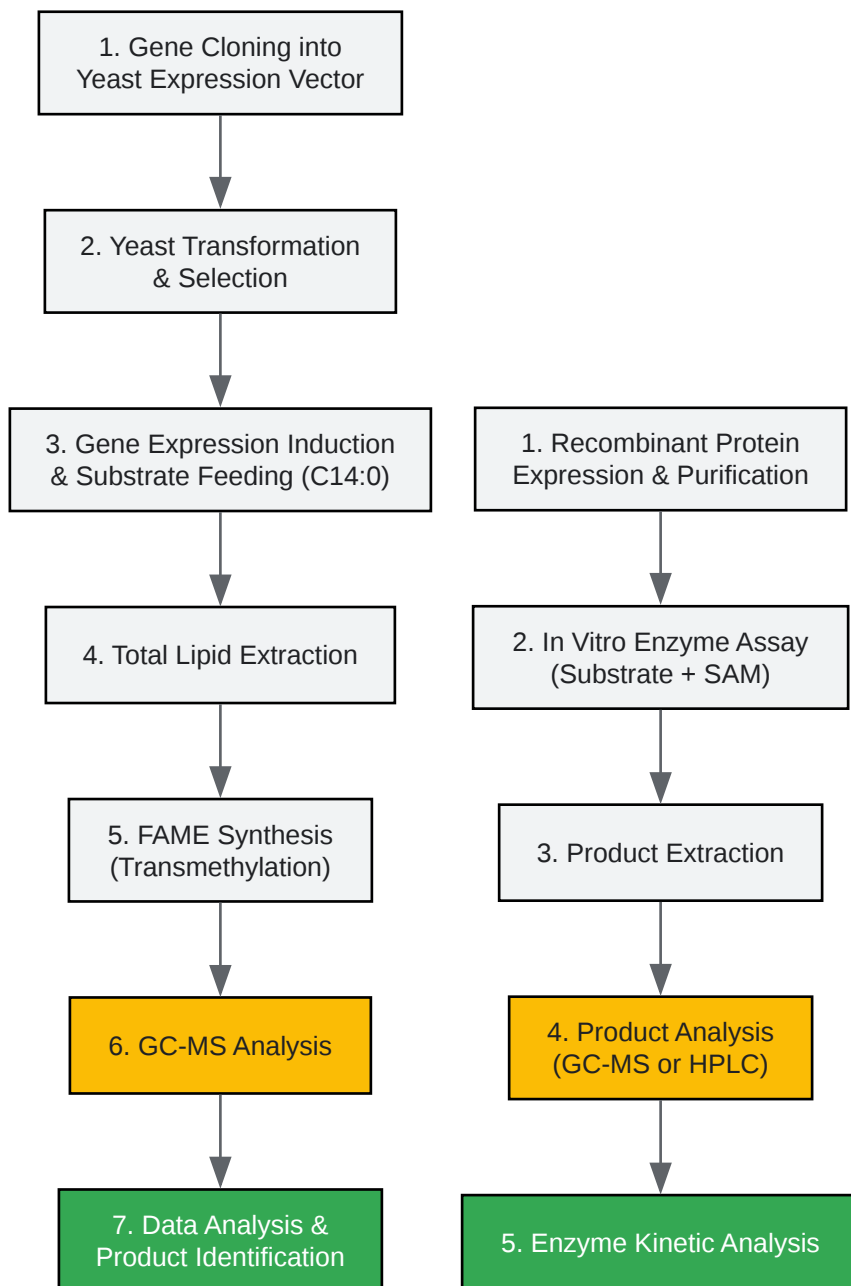 1. Gene Cloning into
Yeast Expression Vector
2. Yeast Transformation
& Selection
3. Gene Expression Induction
& Substrate Feeding (C14:0)
4. Total Lipid Extraction
5. FAME Synthesis
(Transmethylation)
6. GC-MS Analysis
7. Data Analysis &
Product Identification
1. Recombinant Protein
Expression & Purification
2. In Vitro Enzyme Assay
(Substrate + SAM)
3. Product Extraction
4. Product Analysis
(GC-MS or HPLC)
5. Enzyme Kinetic Analysis